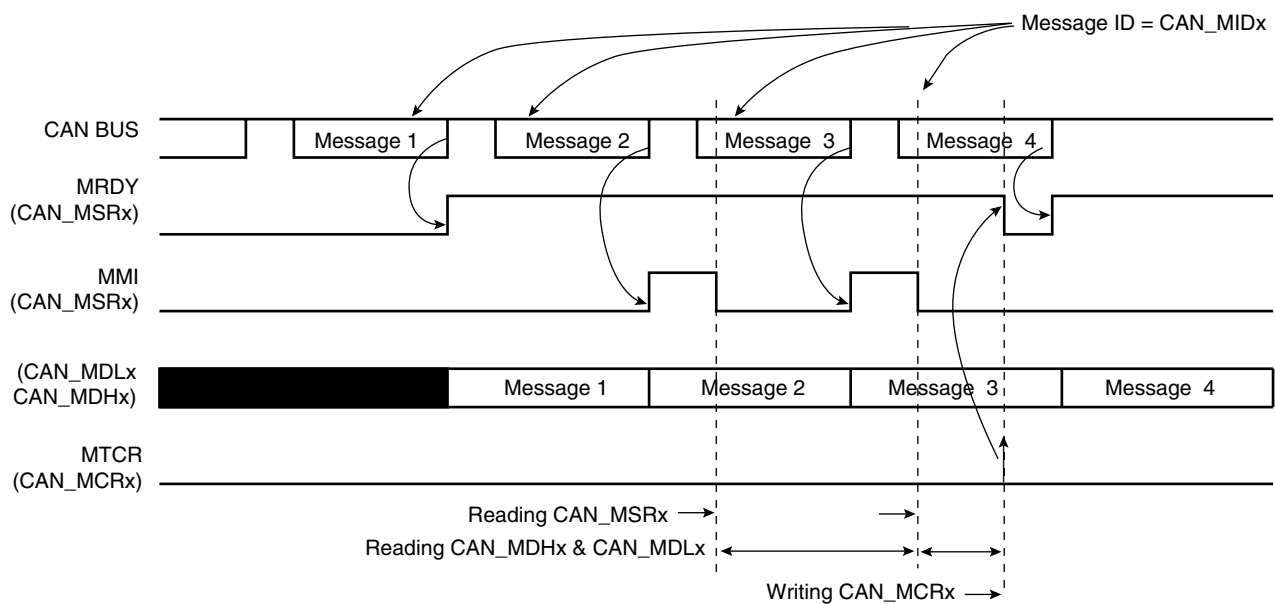 Message ID = CAN_MIDx
CAN BUS
Message 1
Message 2
Message 3
Message 4
MRDY
(CAN_MSRx)
MMI
(CAN_MSRx)
(CAN_MDLx
CAN_MDHx)
Message 1
Message 2
Message 3
Message 4
MTCR
(CAN_MCRx)
Reading CAN_MSRx
Reading CAN_MDHx & CAN_MDLx
Writing CAN_MCRx